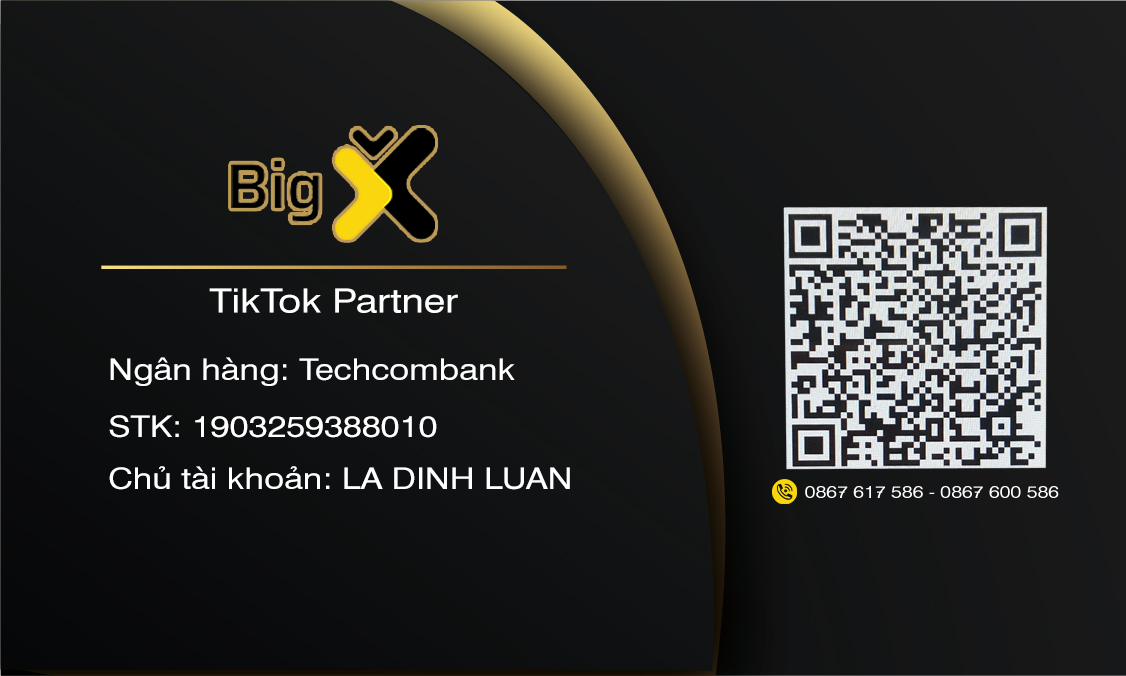 Big X
TikTok Partner
Ngân hàng: Techcombank
STK: 1903259388010
Chủ tài khoản: LA DINH LUAN
0867 617 586 - 0867 600 586